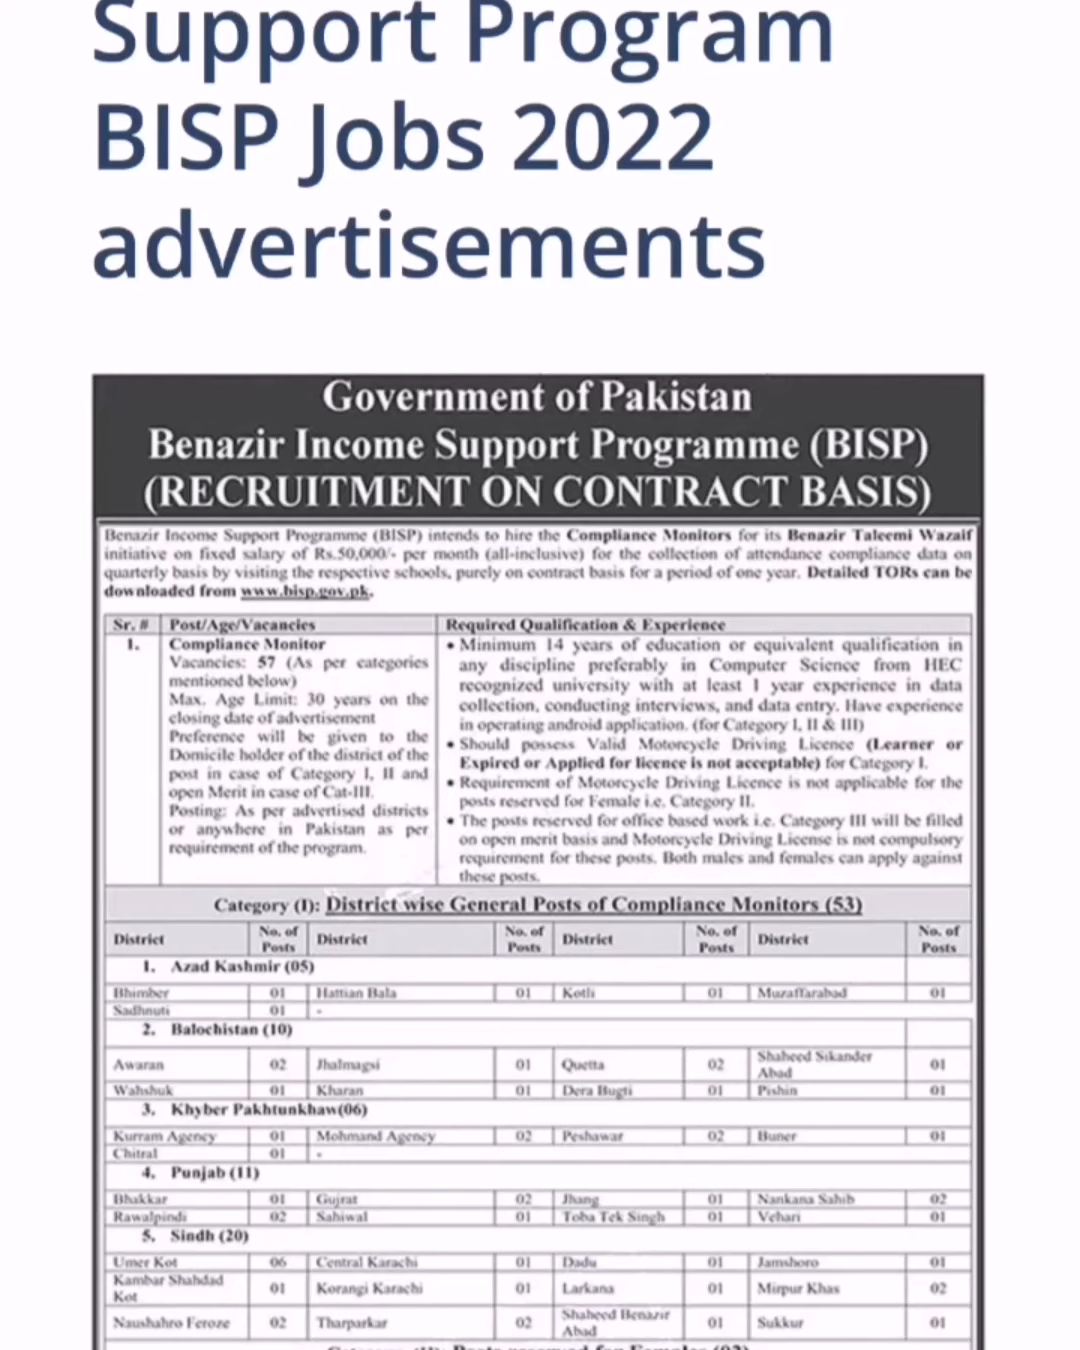 Support Program
BISP Jobs 2022
advertisements
Government of Pakistan
Benazir Income Support Programme (BISP)
(RECRUITMENT ON CONTRACT BASIS)
Benazir Income Support Programme (BISP) intends to hire the Compliance Monitors for its Benazir Taleemi Wazaif
initiative on fixed salary of Rs.50,000/- per month (all-inclusive) for the collection of attendance compliance data on
quarterly basis by visiting the respective schools, purely on contract basis for a period of one year. Detailed TORs can be
downloaded from www.bisp.gov.pk.
Sr. # Post/Age/Vacancies Required Qualification & Experience
1. Compliance Monitor
Vacancies: 57 (As per categories
mentioned below)
Max. Age Limit: 30 years on the
closing date of advertisement
Preference will be given to the
Domicile holder of the district of the
post in case of Category I, II and
open Merit in case of Cat-III.
Posting: As per advertised districts
or anywhere in Pakistan as per
requirement of the program.
• Minimum 14 years of education or equivalent qualification in
any discipline preferably in Computer Science from HEC
recognized university with at least 1 year experience in data
collection, conducting interviews, and data entry. Have experience
in operating android application. (for Category I, II & III)
• Should possess Valid Motorcycle Driving Licence (Learner or
Expired or Applied for licence is not acceptable) for Category I.
• Requirement of Motorcycle Driving Licence is not applicable for the
posts reserved for Female i.e. Category II.
• The posts reserved for office based work i.e. Category III will be filled
on open merit basis and Motorcycle Driving License is not compulsory
requirement for these posts. Both males and females can apply against
these posts.
Category (I): District wise General Posts of Compliance Monitors (53)
District No. of Posts District No. of Posts District No. of Posts District No. of Posts
1. Azad Kashmir (05)
Bhimber 01 Hattian Bala 01 Kotli 01 Muzaffarabad 01
Sadhnuti 01 -
2. Balochistan (10)
Awaran 02 Jhalmagsi 01 Quetta 02 Shaheed Sikander Abad 01
Wahshuk 01 Kharan 01 Dera Bugti 01 Pishin 01
3. Khyber Pakhtunkhaw(06)
Kurram Agency 01 Mohmand Agency 02 Peshawar 02 Buner 01
Chitral 01 -
4. Punjab (11)
Bhakkar 01 Gujrat 02 Jhang 01 Nankana Sahib 02
Rawalpindi 02 Sahiwal 01 Toba Tek Singh 01 Vehari 01
5. Sindh (20)
Umer Kot 06 Central Karachi 01 Dadu 01 Jamshoro 01
Kambar Shahdad Kot 01 Korangi Karachi 01 Larkana 01 Mirpur Khas 02
Naushahro Feroze 02 Tharparkar 02 Shaheed Benazir Abad 01 Sukkur 01